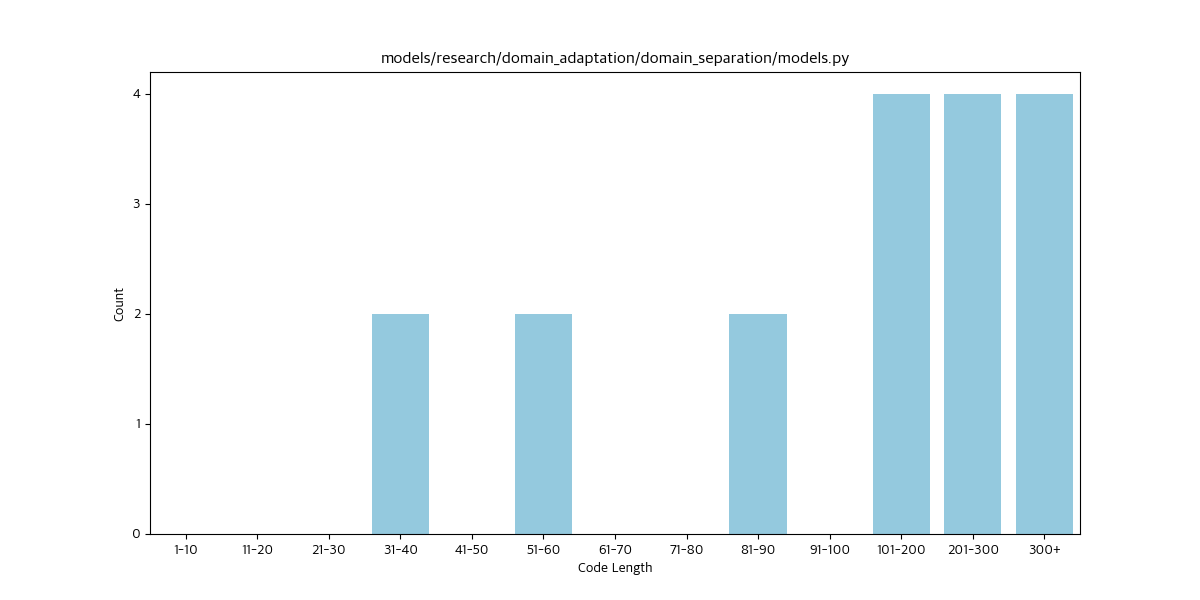 models/research/domain_adaptation/domain_separation/models.py
4
3
2
1
0
Count
1-10 11-20 21-30 31-40 41-50 51-60 61-70 71-80 81-90 91-100 101-200 201-300 300+
Code Length